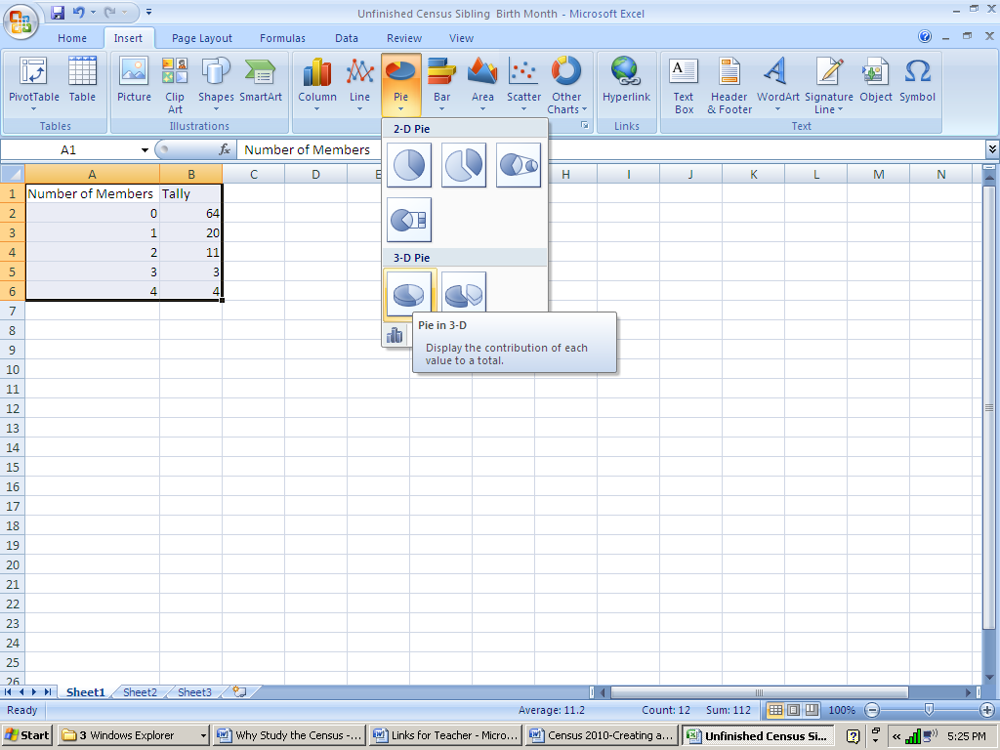 Unfinished Census Sibling  Birth Month - Microsoft Excel
Home Insert Page Layout Formulas Data Review View
PivotTable Table Picture Clip Art Shapes SmartArt Column Line Pie Bar Area Scatter Other Charts Hyperlink Text Box Header & Footer WordArt Signature Line Object Symbol
Tables Illustrations Links Text
A1 fx Number of Members
2-D Pie
3-D Pie
Pie in 3-D
Display the contribution of each
value to a total.
A B C D E H I J K L M N
1 Number of Members Tally
2 0 64
3 1 20
4 2 11
5 3 3
6 4 4
7
8
9
10
11
12
13
14
15
16
17
18
19
20
21
22
23
24
25
26
Sheet1 Sheet2 Sheet3
Ready Average: 11.2 Count: 12 Sum: 112 100%
Start 3 Windows Explorer Why Study the Census -... Links for Teacher - Micro... Census 2010-Creating a... Unfinished Census Si... « 5:25 PM